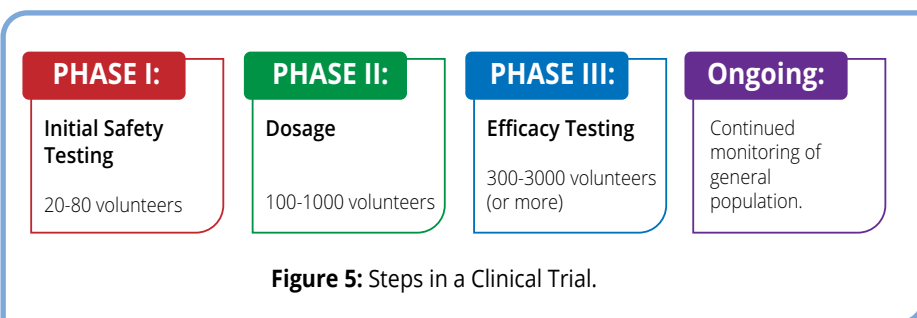 PHASE I:
Initial Safety
Testing
20-80 volunteers
PHASE II:
Dosage
100-1000 volunteers
PHASE III:
Efficacy Testing
300-3000 volunteers
(or more)
Ongoing:
Continued
monitoring of
general
population.
Figure 5: Steps in a Clinical Trial.